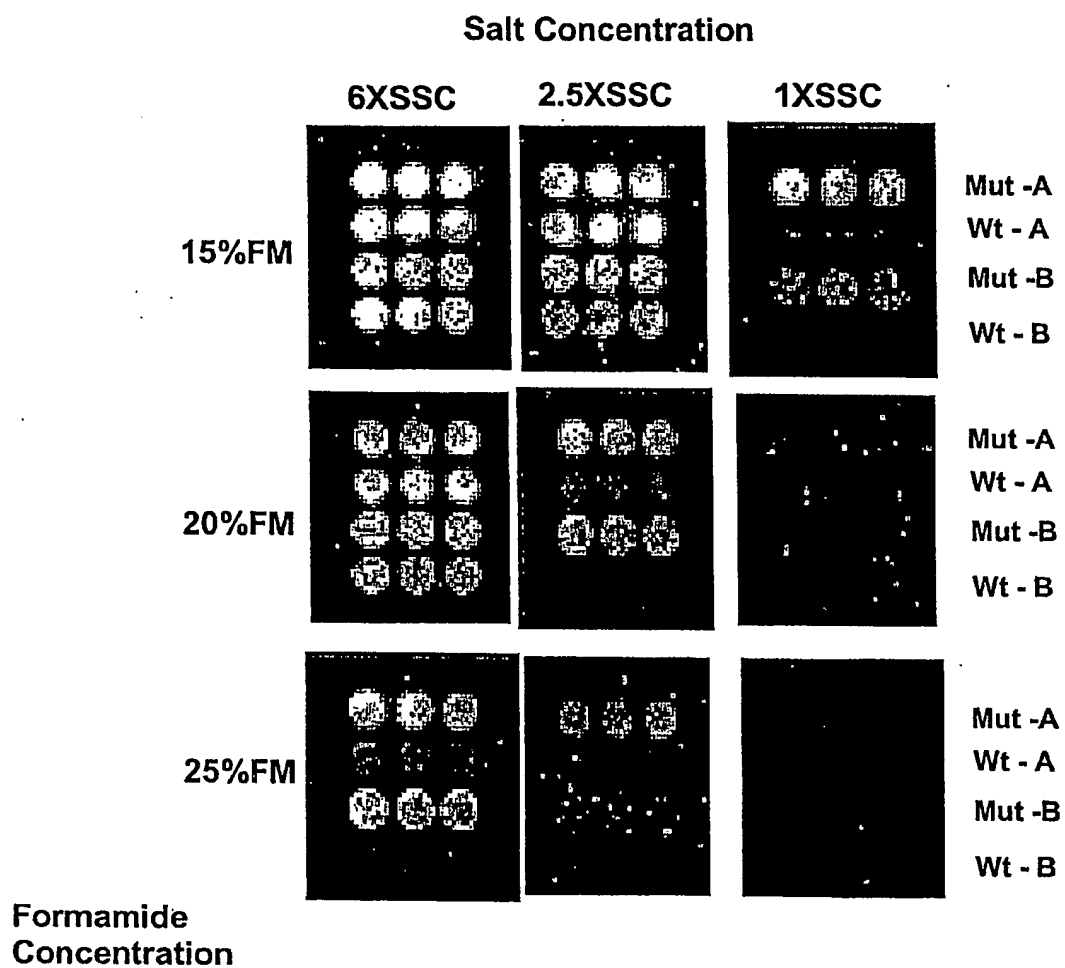 Salt Concentration
6XSSC 2.5XSSC 1XSSC
15%FM
Mut -A
Wt - A
Mut -B
Wt - B
20%FM
Mut -A
Wt - A
Mut -B
Wt - B
25%FM
Mut -A
Wt - A
Mut -B
Wt - B
Formamide
Concentration